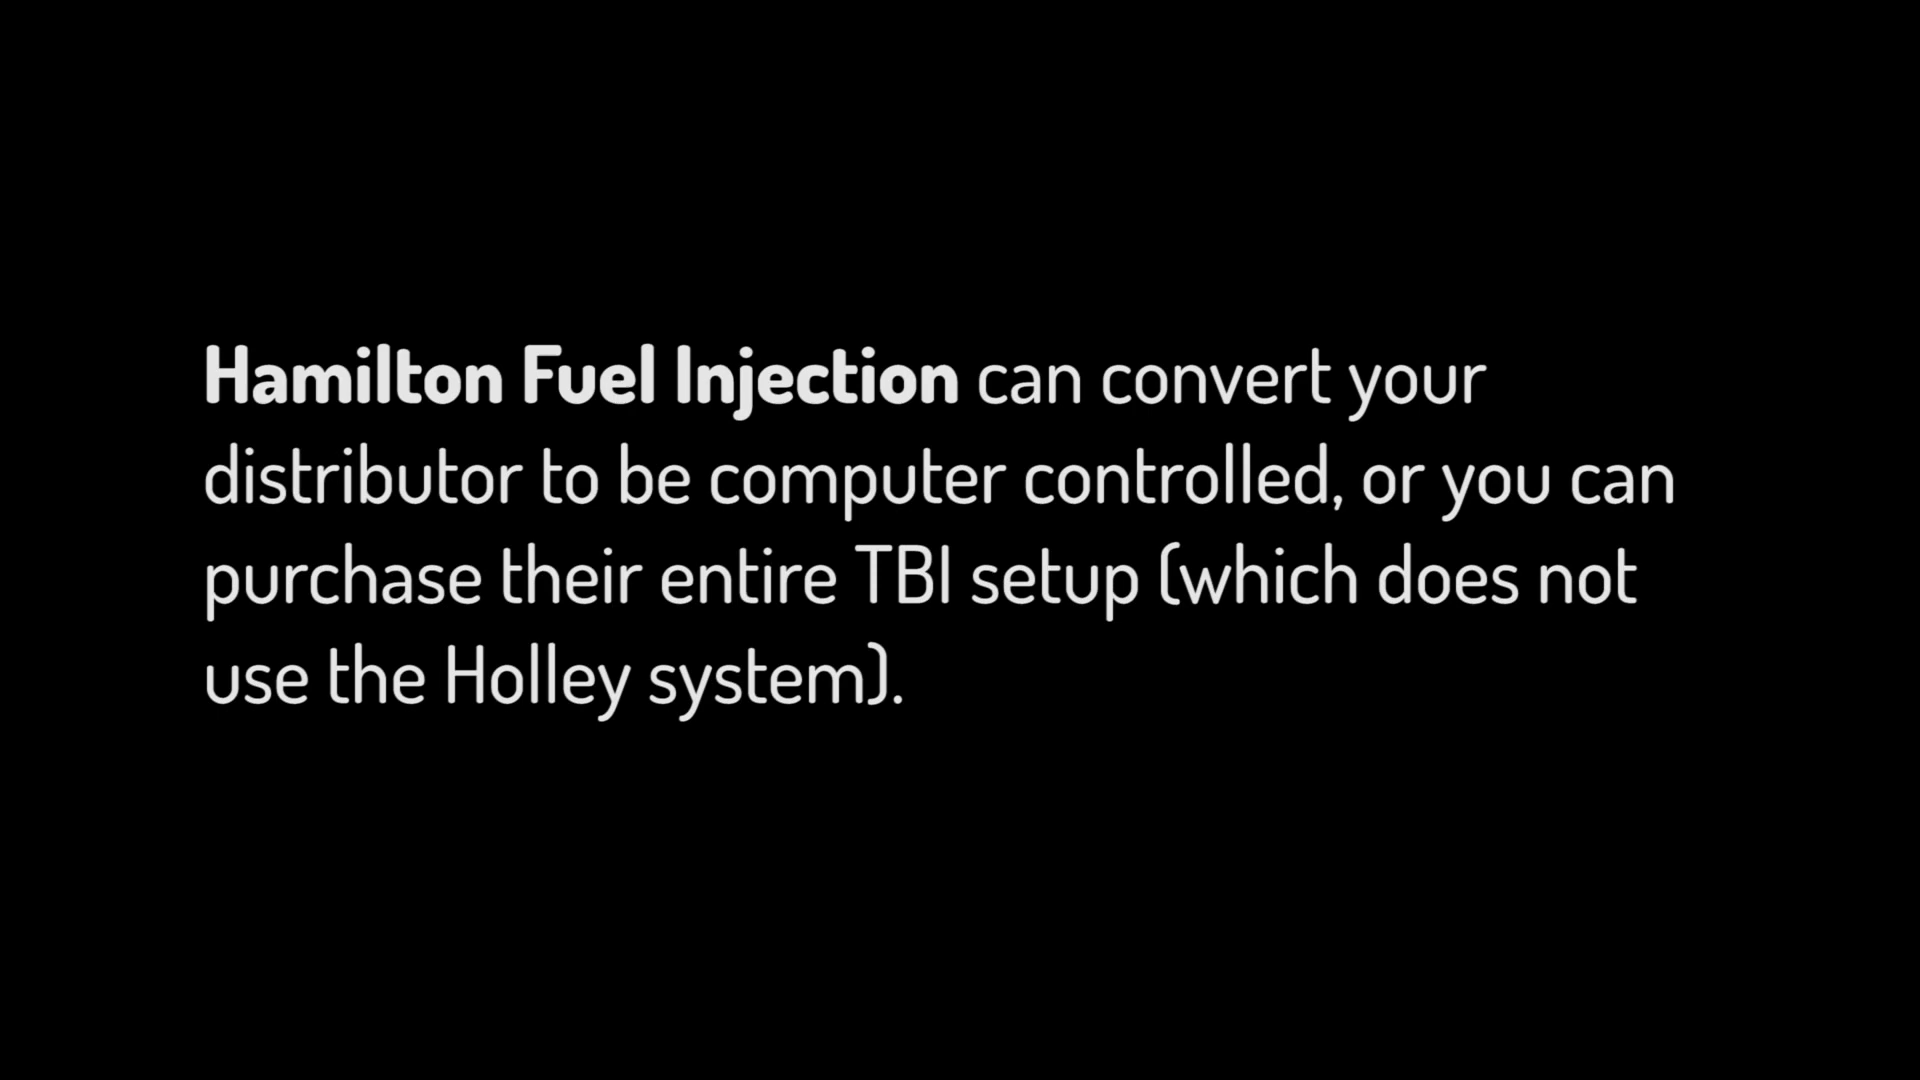 Hamilton Fuel Injection can convert your
distributor to be computer controlled, or you can
purchase their entire TBI setup (which does not
use the Holley system).